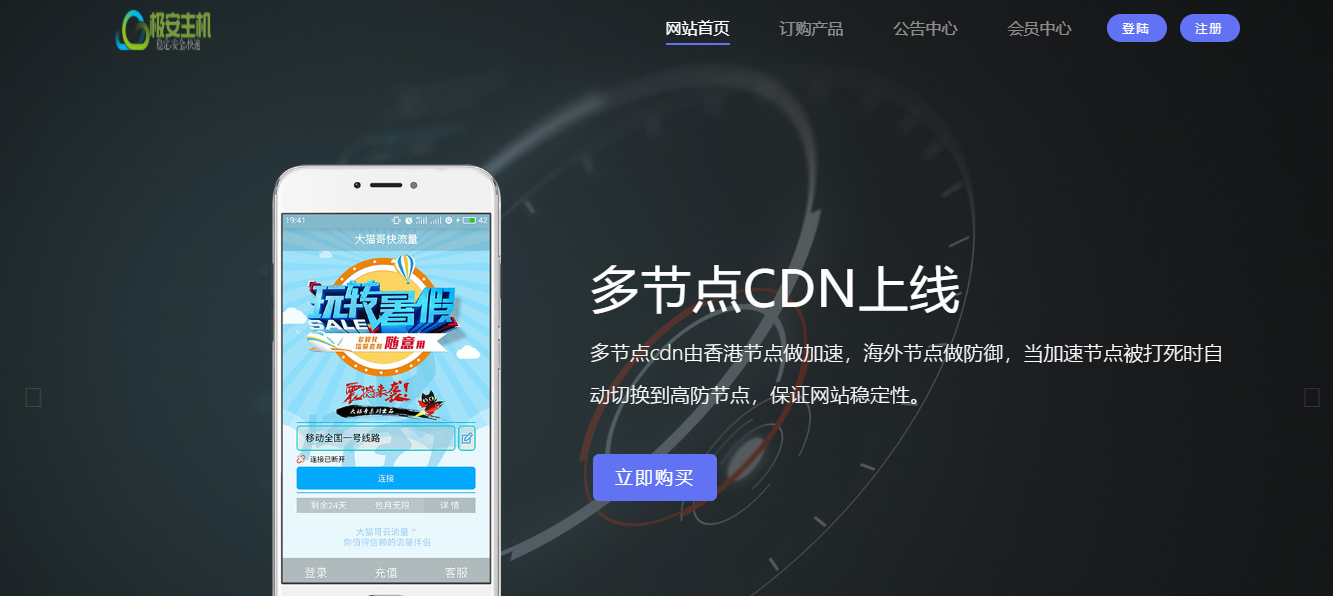 极安主机
稳定·安全·快速
网站首页
订购产品
公告中心
会员中心
登陆
注册
19:41
42
大猫哥快流量
玩转暑假
SALE
随意用
震撼来袭!
移动全国一号线路
连接已断开
连接
剩余24天
包月无限
详 情
大猫哥云流量 ~
你值得信赖的流量伴侣
登录
充值
客服
多节点CDN上线
多节点cdn由香港节点做加速，海外节点做防御，当加速节点被打死时自
动切换到高防节点，保证网站稳定性。
立即购买